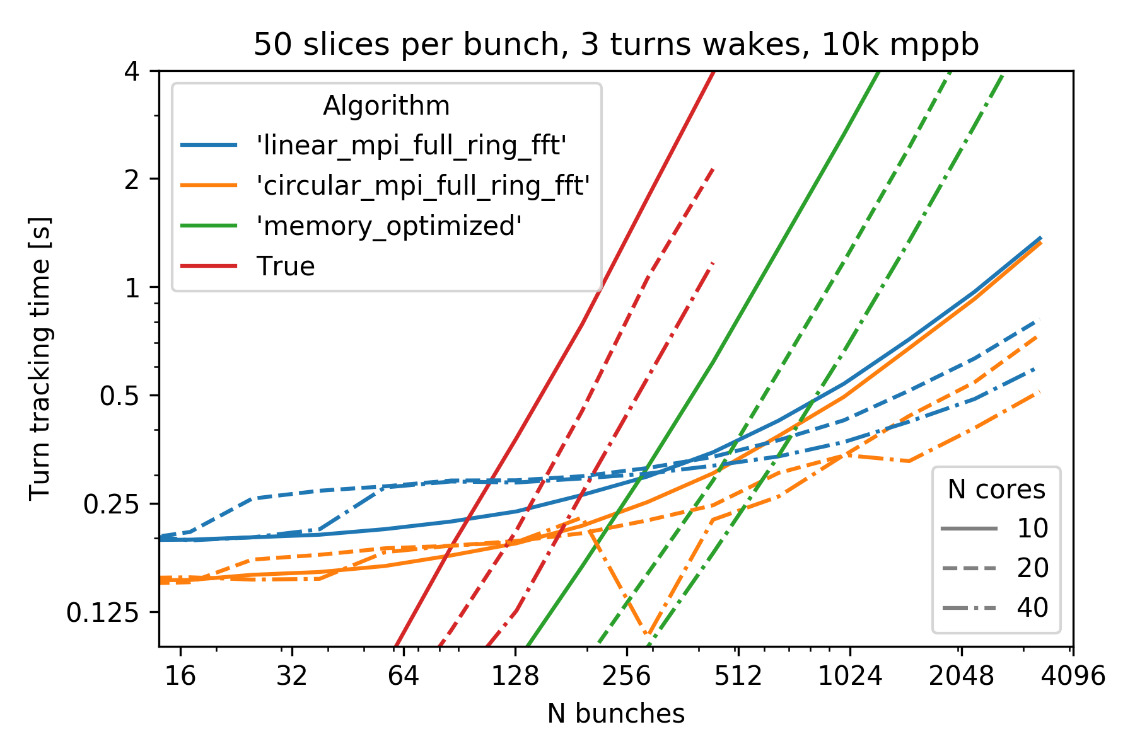 50 slices per bunch, 3 turns wakes, 10k mppb
Turn tracking time [s]
4
2
1
0.5
0.25
0.125
Algorithm
'linear_mpi_full_ring_fft'
'circular_mpi_full_ring_fft'
'memory_optimized'
True
N cores
10
20
40
16 32 64 128 256 512 1024 2048 4096
N bunches